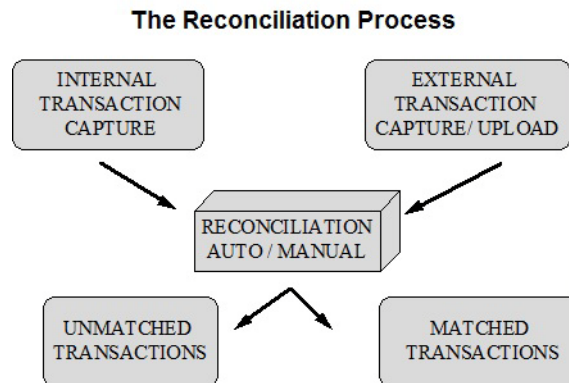 The Reconciliation Process
INTERNAL
TRANSACTION
CAPTURE
EXTERNAL
TRANSACTION
CAPTURE/ UPLOAD
RECONCILIATION
AUTO / MANUAL
UNMATCHED
TRANSACTIONS
MATCHED
TRANSACTIONS